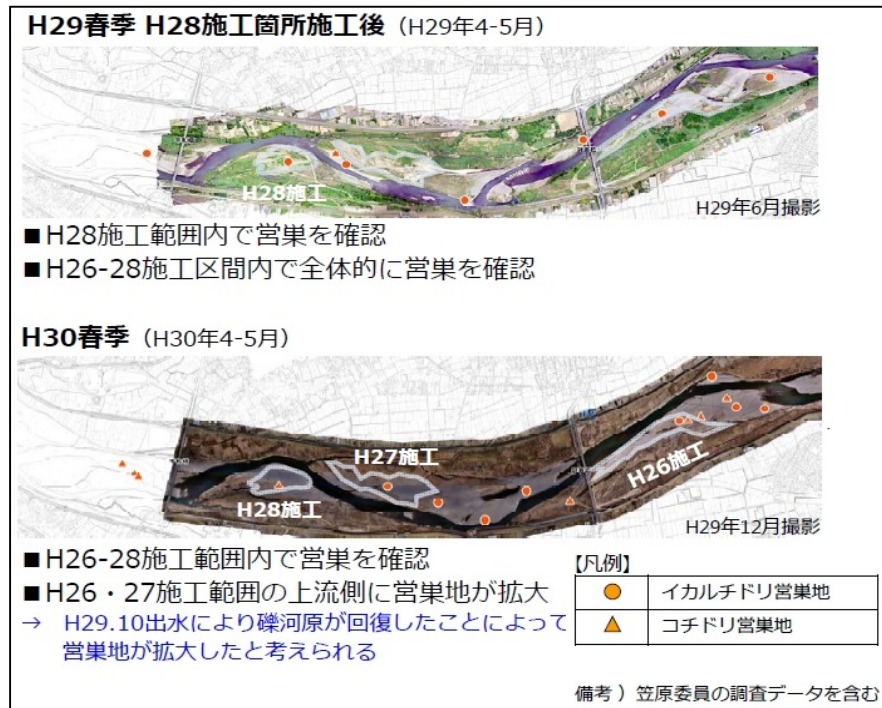 H29春季 H28施工箇所施工後（H29年4-5月）
H28施工
H29年6月撮影
■H28施工範囲内で営巣を確認
■H26-28施工区間内で全体的に営巣を確認
H30春季（H30年4-5月）
H27施工
H26施工
H28施工
H29年12月撮影
■H26-28施工範囲内で営巣を確認
■H26・27施工範囲の上流側に営巣地が拡大
→ H29.10出水により礫河原が回復したことによって
営巣地が拡大したと考えられる
【凡例】
イカルチドリ営巣地
コチドリ営巣地
備考）笠原委員の調査データを含む